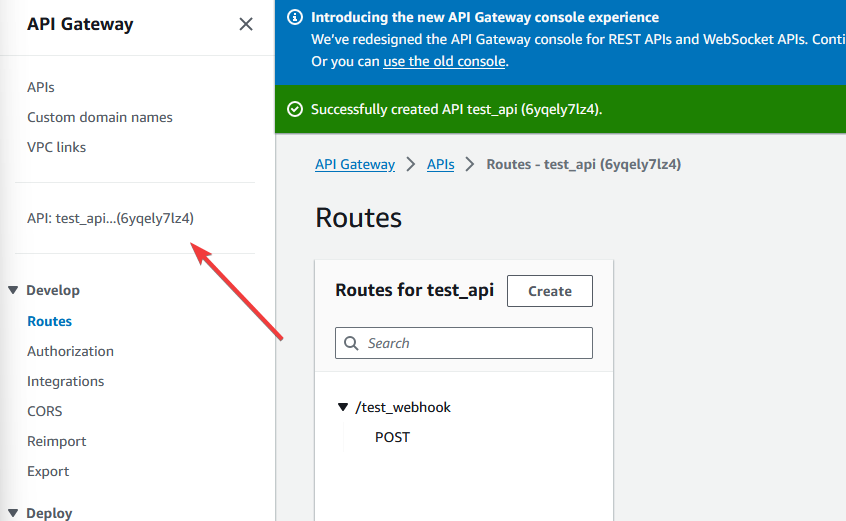 API Gateway
APIs
Custom domain names
VPC links
API: test_api...(6yqely7lz4)
Develop
Routes
Authorization
Integrations
CORS
Reimport
Export
Deploy
Introducing the new API Gateway console experience
We've redesigned the API Gateway console for REST APIs and WebSocket APIs. Conti
Or you can use the old console.
Successfully created API test_api (6yqely7lz4).
API Gateway > APIs > Routes - test_api (6yqely7lz4)
Routes
Routes for test_api Create
Search
/test_webhook
POST